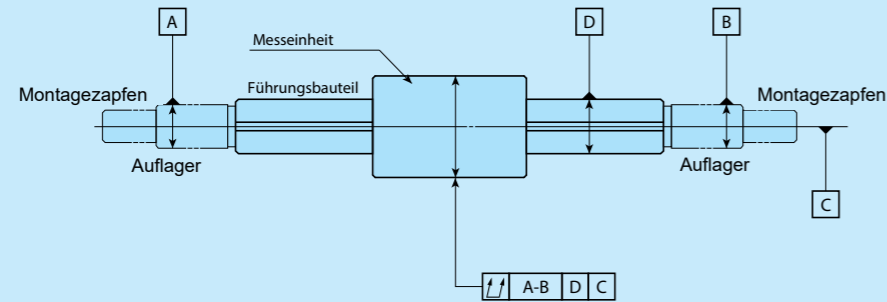 A
D
B
Messeinheit
Führungsbauteil
Montagezapfen
Montagezapfen
Auflager
Auflager
C
A-B D C